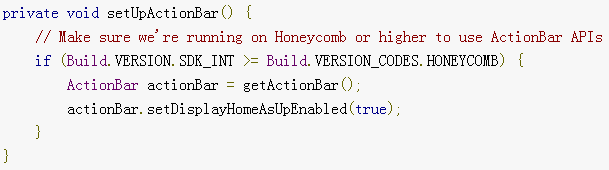 private void setUpActionBar() {
    // Make sure we're running on Honeycomb or higher to use ActionBar APIs
    if (Build.VERSION.SDK_INT >= Build.VERSION_CODES.HONEYCOMB) {
        ActionBar actionBar = getActionBar();
        actionBar.setDisplayHomeAsUpEnabled(true);
    }
}